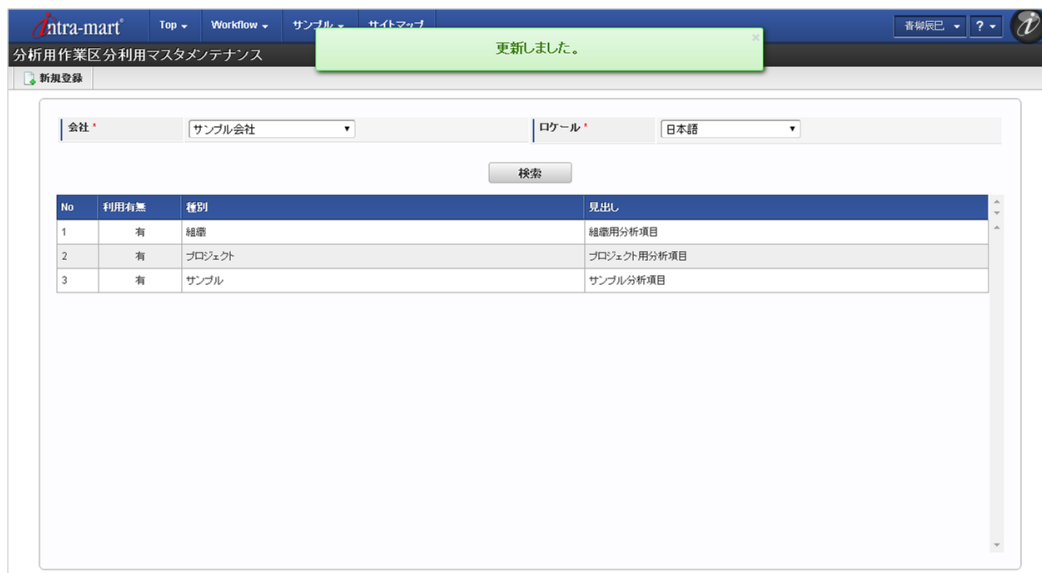 intra-mart Top Workflow サンプル サイトマップ 青柳辰巳 ?
更新しました。 ×
分析用作業区分利用マスタメンテナンス
新規登録
会社 * サンプル会社 ロケール * 日本語
検索
No 利用有無 種別 見出し
1 有 組織 組織用分析項目
2 有 プロジェクト プロジェクト用分析項目
3 有 サンプル サンプル分析項目